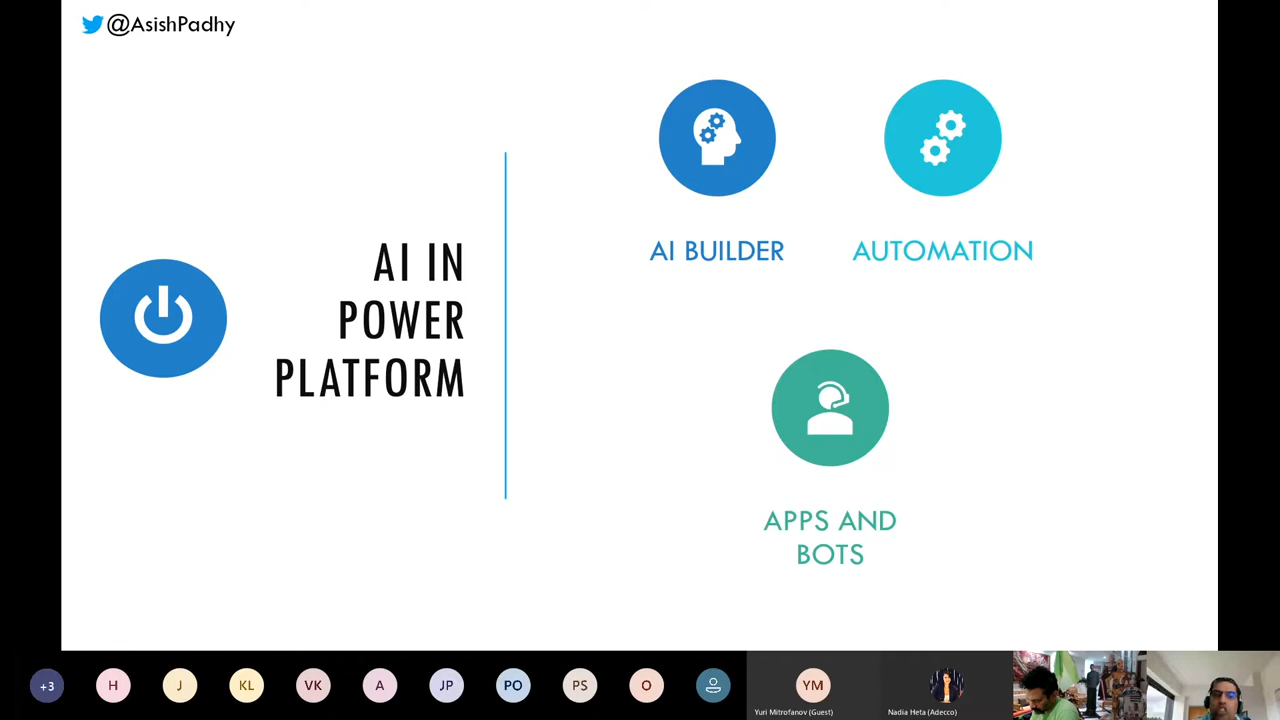 @AsishPadhy
AI IN
POWER
PLATFORM
AI BUILDER
AUTOMATION
APPS AND
BOTS
+3
H
J
KL
VK
A
JP
PO
PS
O
YM
Yuri Mitrofanov (Guest)
Nadia Heta (Adecco)